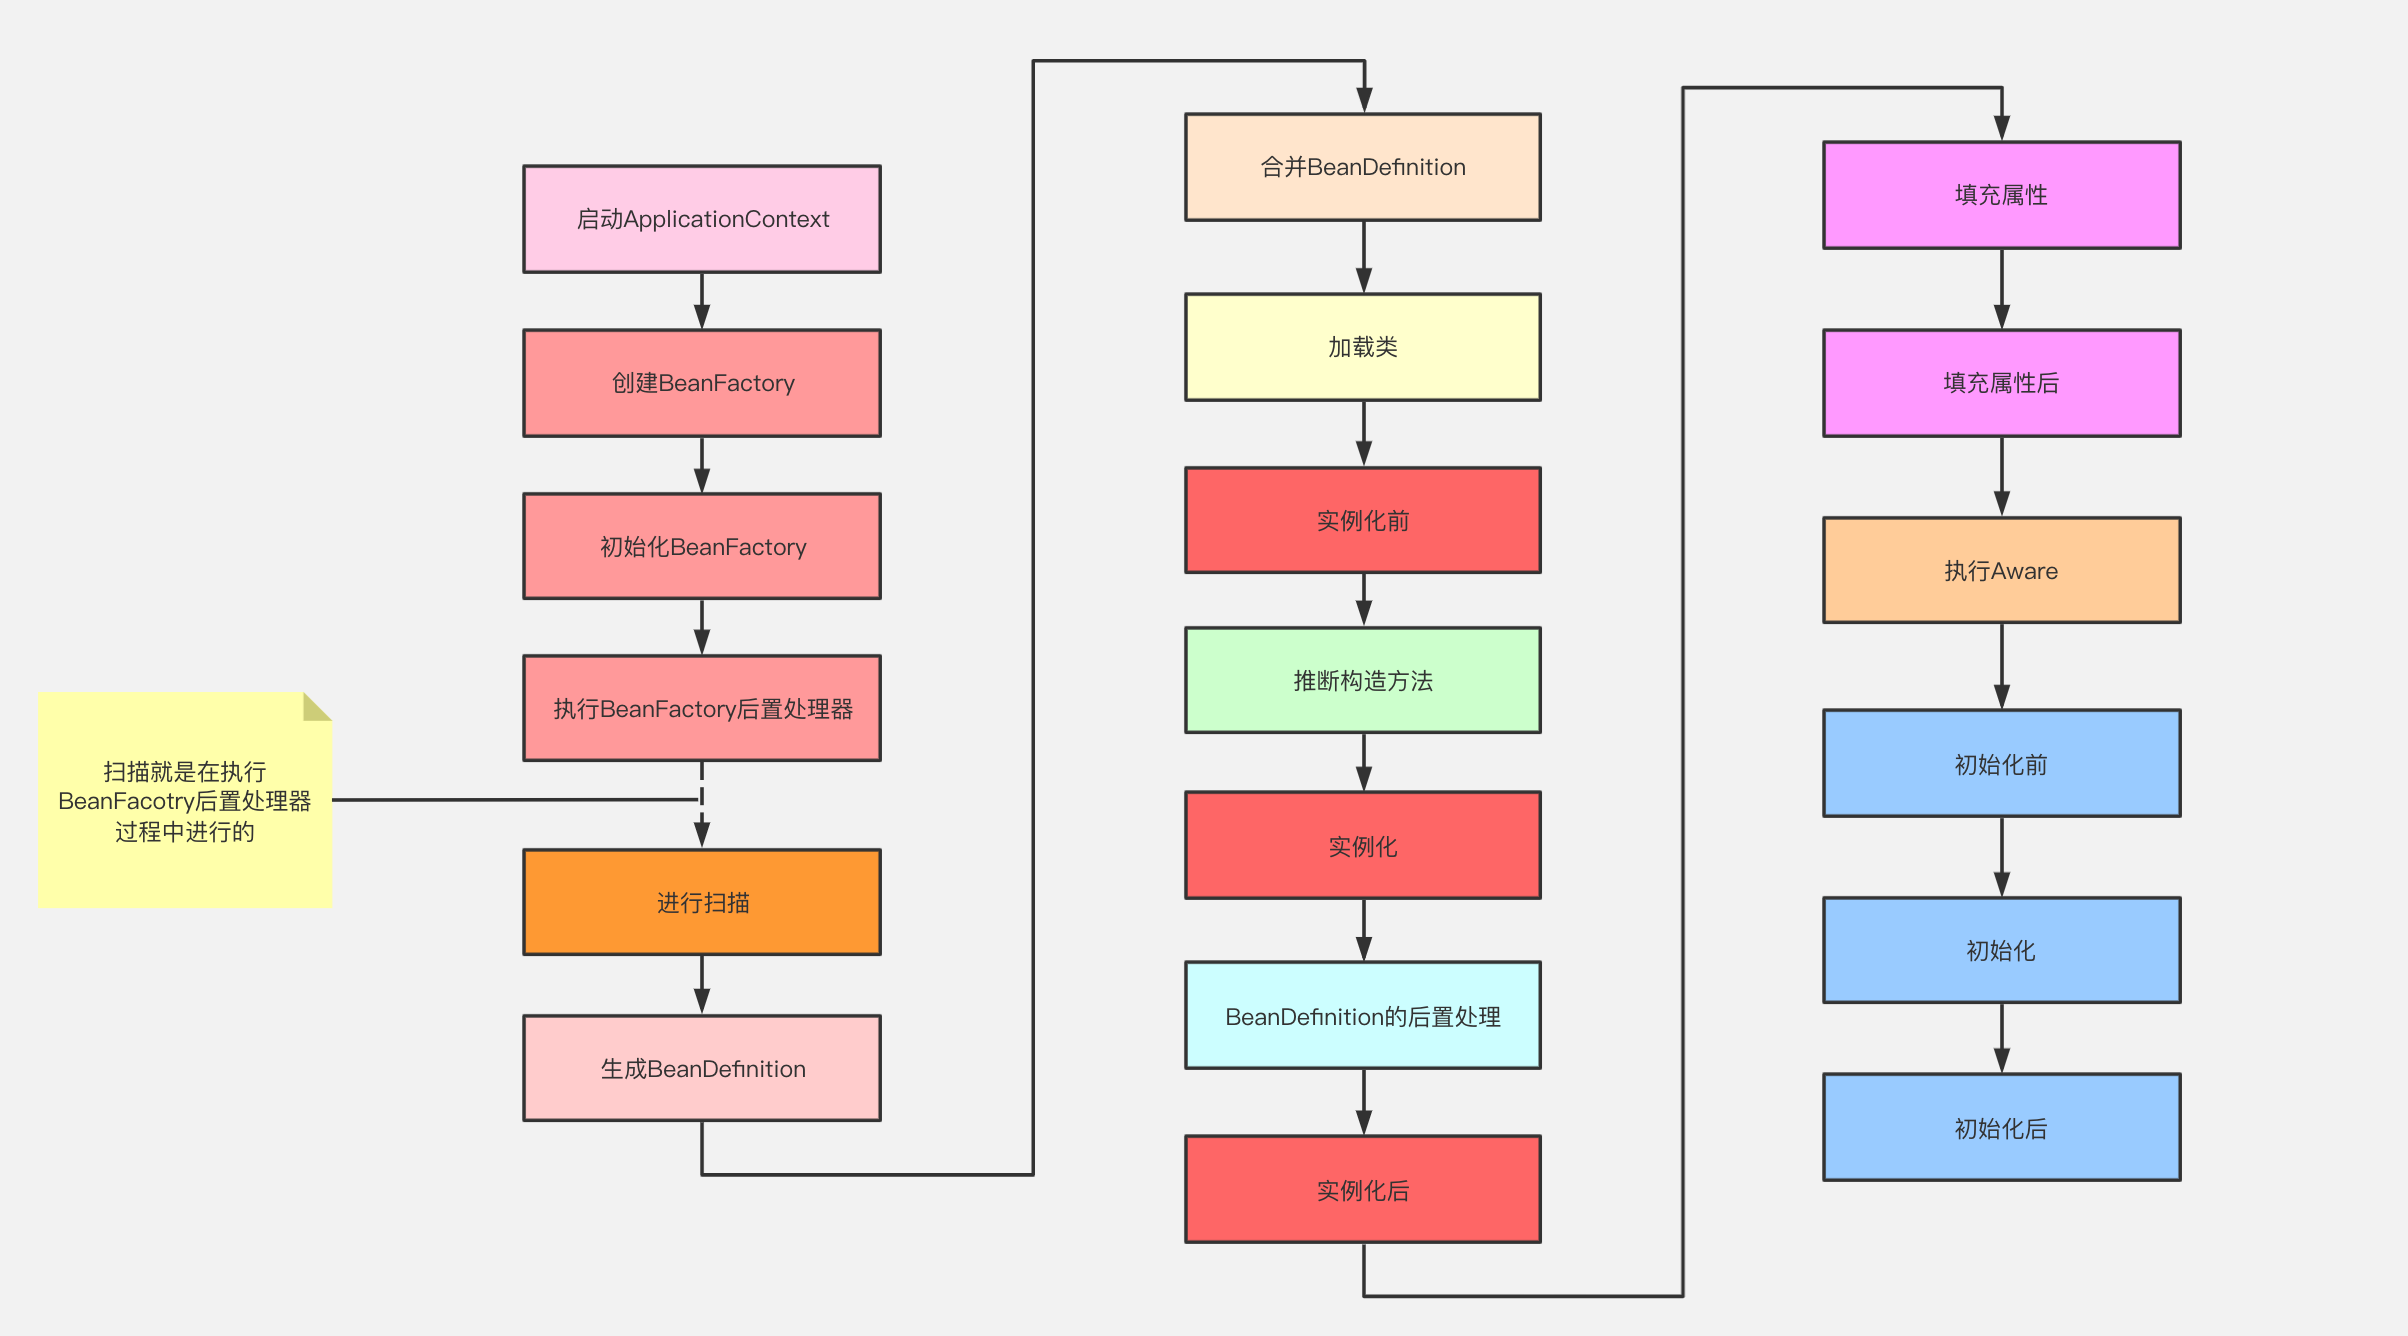 启动ApplicationContext
创建BeanFactory
初始化BeanFactory
执行BeanFactory后置处理器
扫描就是在执行
BeanFacotry后置处理器
过程中进行的
进行扫描
生成BeanDefinition
合并BeanDefinition
加载类
实例化前
推断构造方法
实例化
BeanDefinition的后置处理
实例化后
填充属性
填充属性后
执行Aware
初始化前
初始化
初始化后